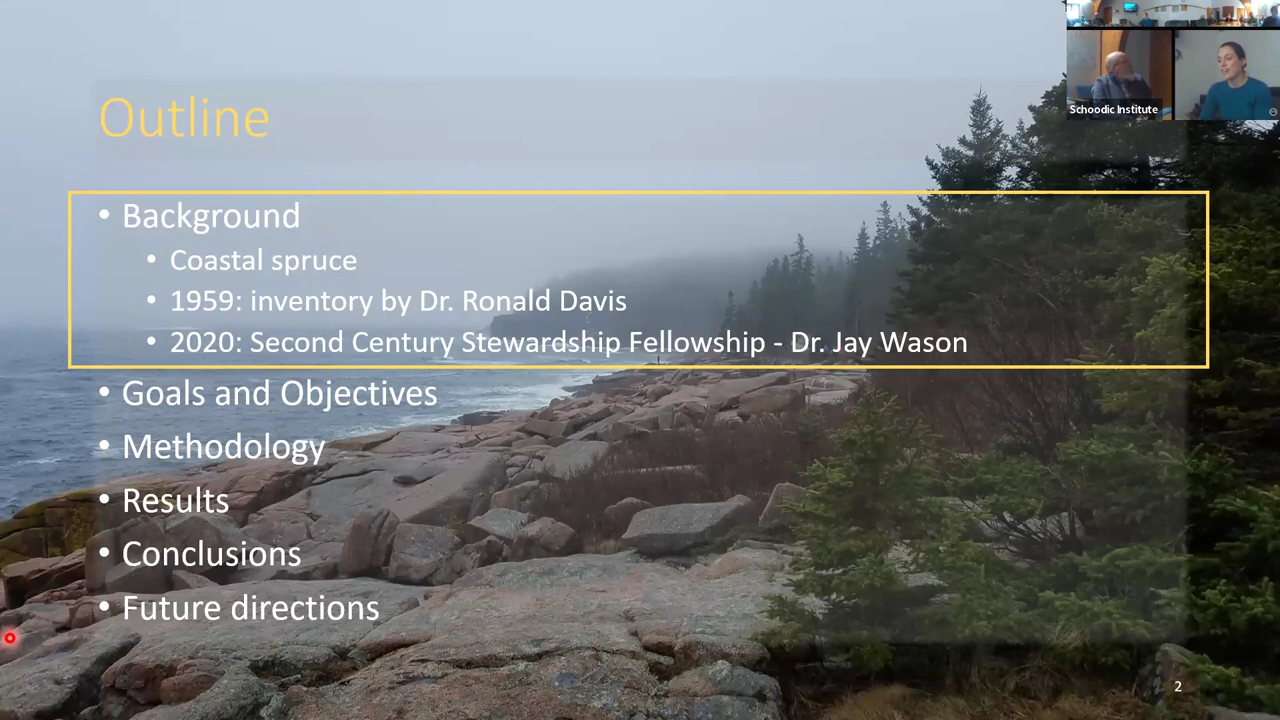 Outline
• Background
• Coastal spruce
• 1959: inventory by Dr. Ronald Davis
• 2020: Second Century Stewardship Fellowship - Dr. Jay Wason
• Goals and Objectives
• Methodology
• Results
• Conclusions
• Future directions
Schoodic Institute
2